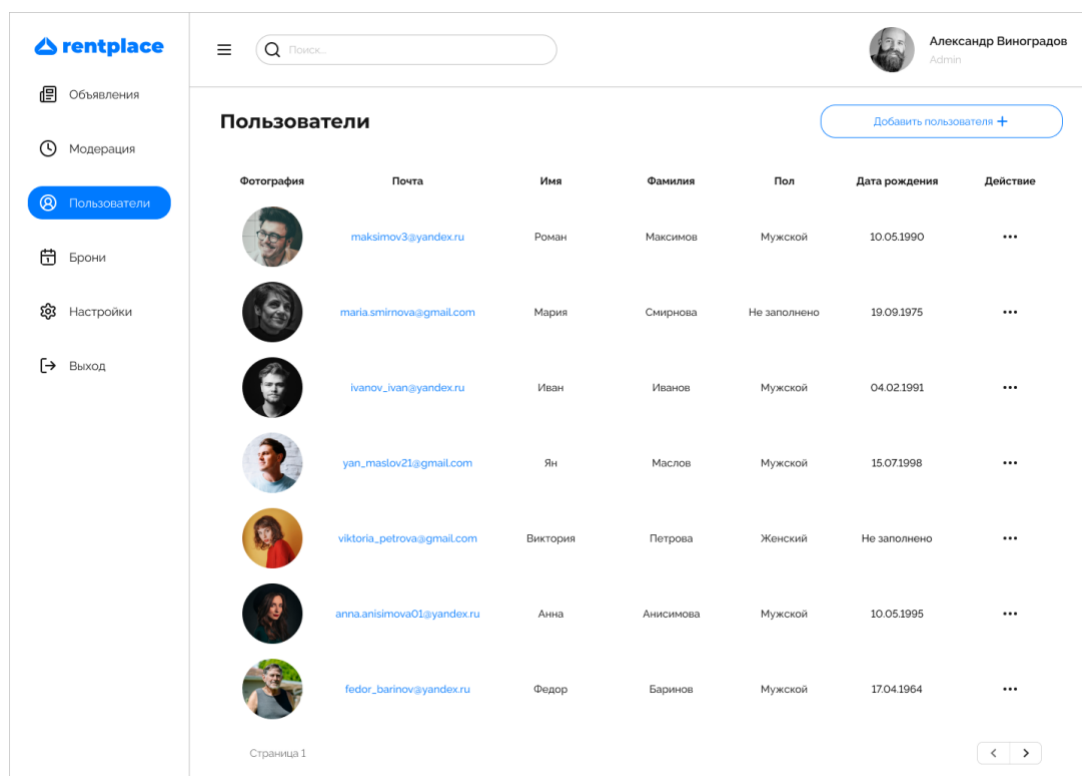 rentplace
Поиск...
Александр Виноградов
Admin
Объявления
Модерация
Пользователи
Брони
Настройки
Выход
Пользователи
Добавить пользователя +
Фотография Почта Имя Фамилия Пол Дата рождения Действие
maksimov3@yandex.ru Роман Максимов Мужской 10.05.1990 •••
maria.smirnova@gmail.com Мария Смирнова Не заполнено 19.09.1975 •••
ivanov_ivan@yandex.ru Иван Иванов Мужской 04.02.1991 •••
yan_maslov21@gmail.com Ян Маслов Мужской 15.07.1998 •••
viktoria_petrova@gmail.com Виктория Петрова Женский Не заполнено •••
anna.anisimova01@yandex.ru Анна Анисимова Мужской 10.05.1995 •••
fedor_barinov@yandex.ru Федор Баринов Мужской 17.04.1964 •••
Страница 1